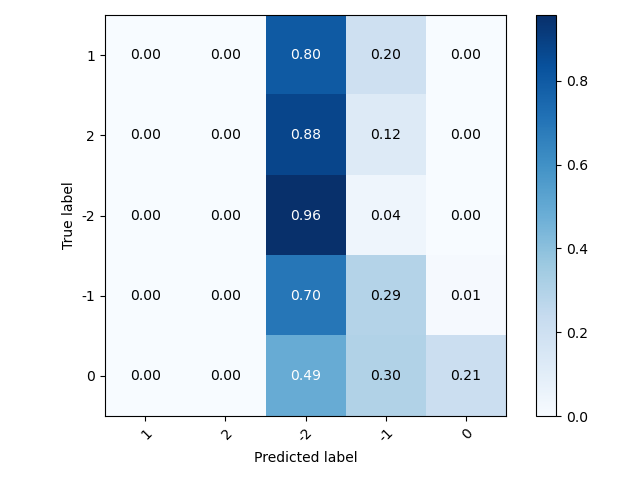 1 0.00 0.00 0.80 0.20 0.00
2 0.00 0.00 0.88 0.12 0.00
-2 0.00 0.00 0.96 0.04 0.00
-1 0.00 0.00 0.70 0.29 0.01
0 0.00 0.00 0.49 0.30 0.21
1 2 -2 -1 0
Predicted label
True label
0.8
0.6
0.4
0.2
0.0